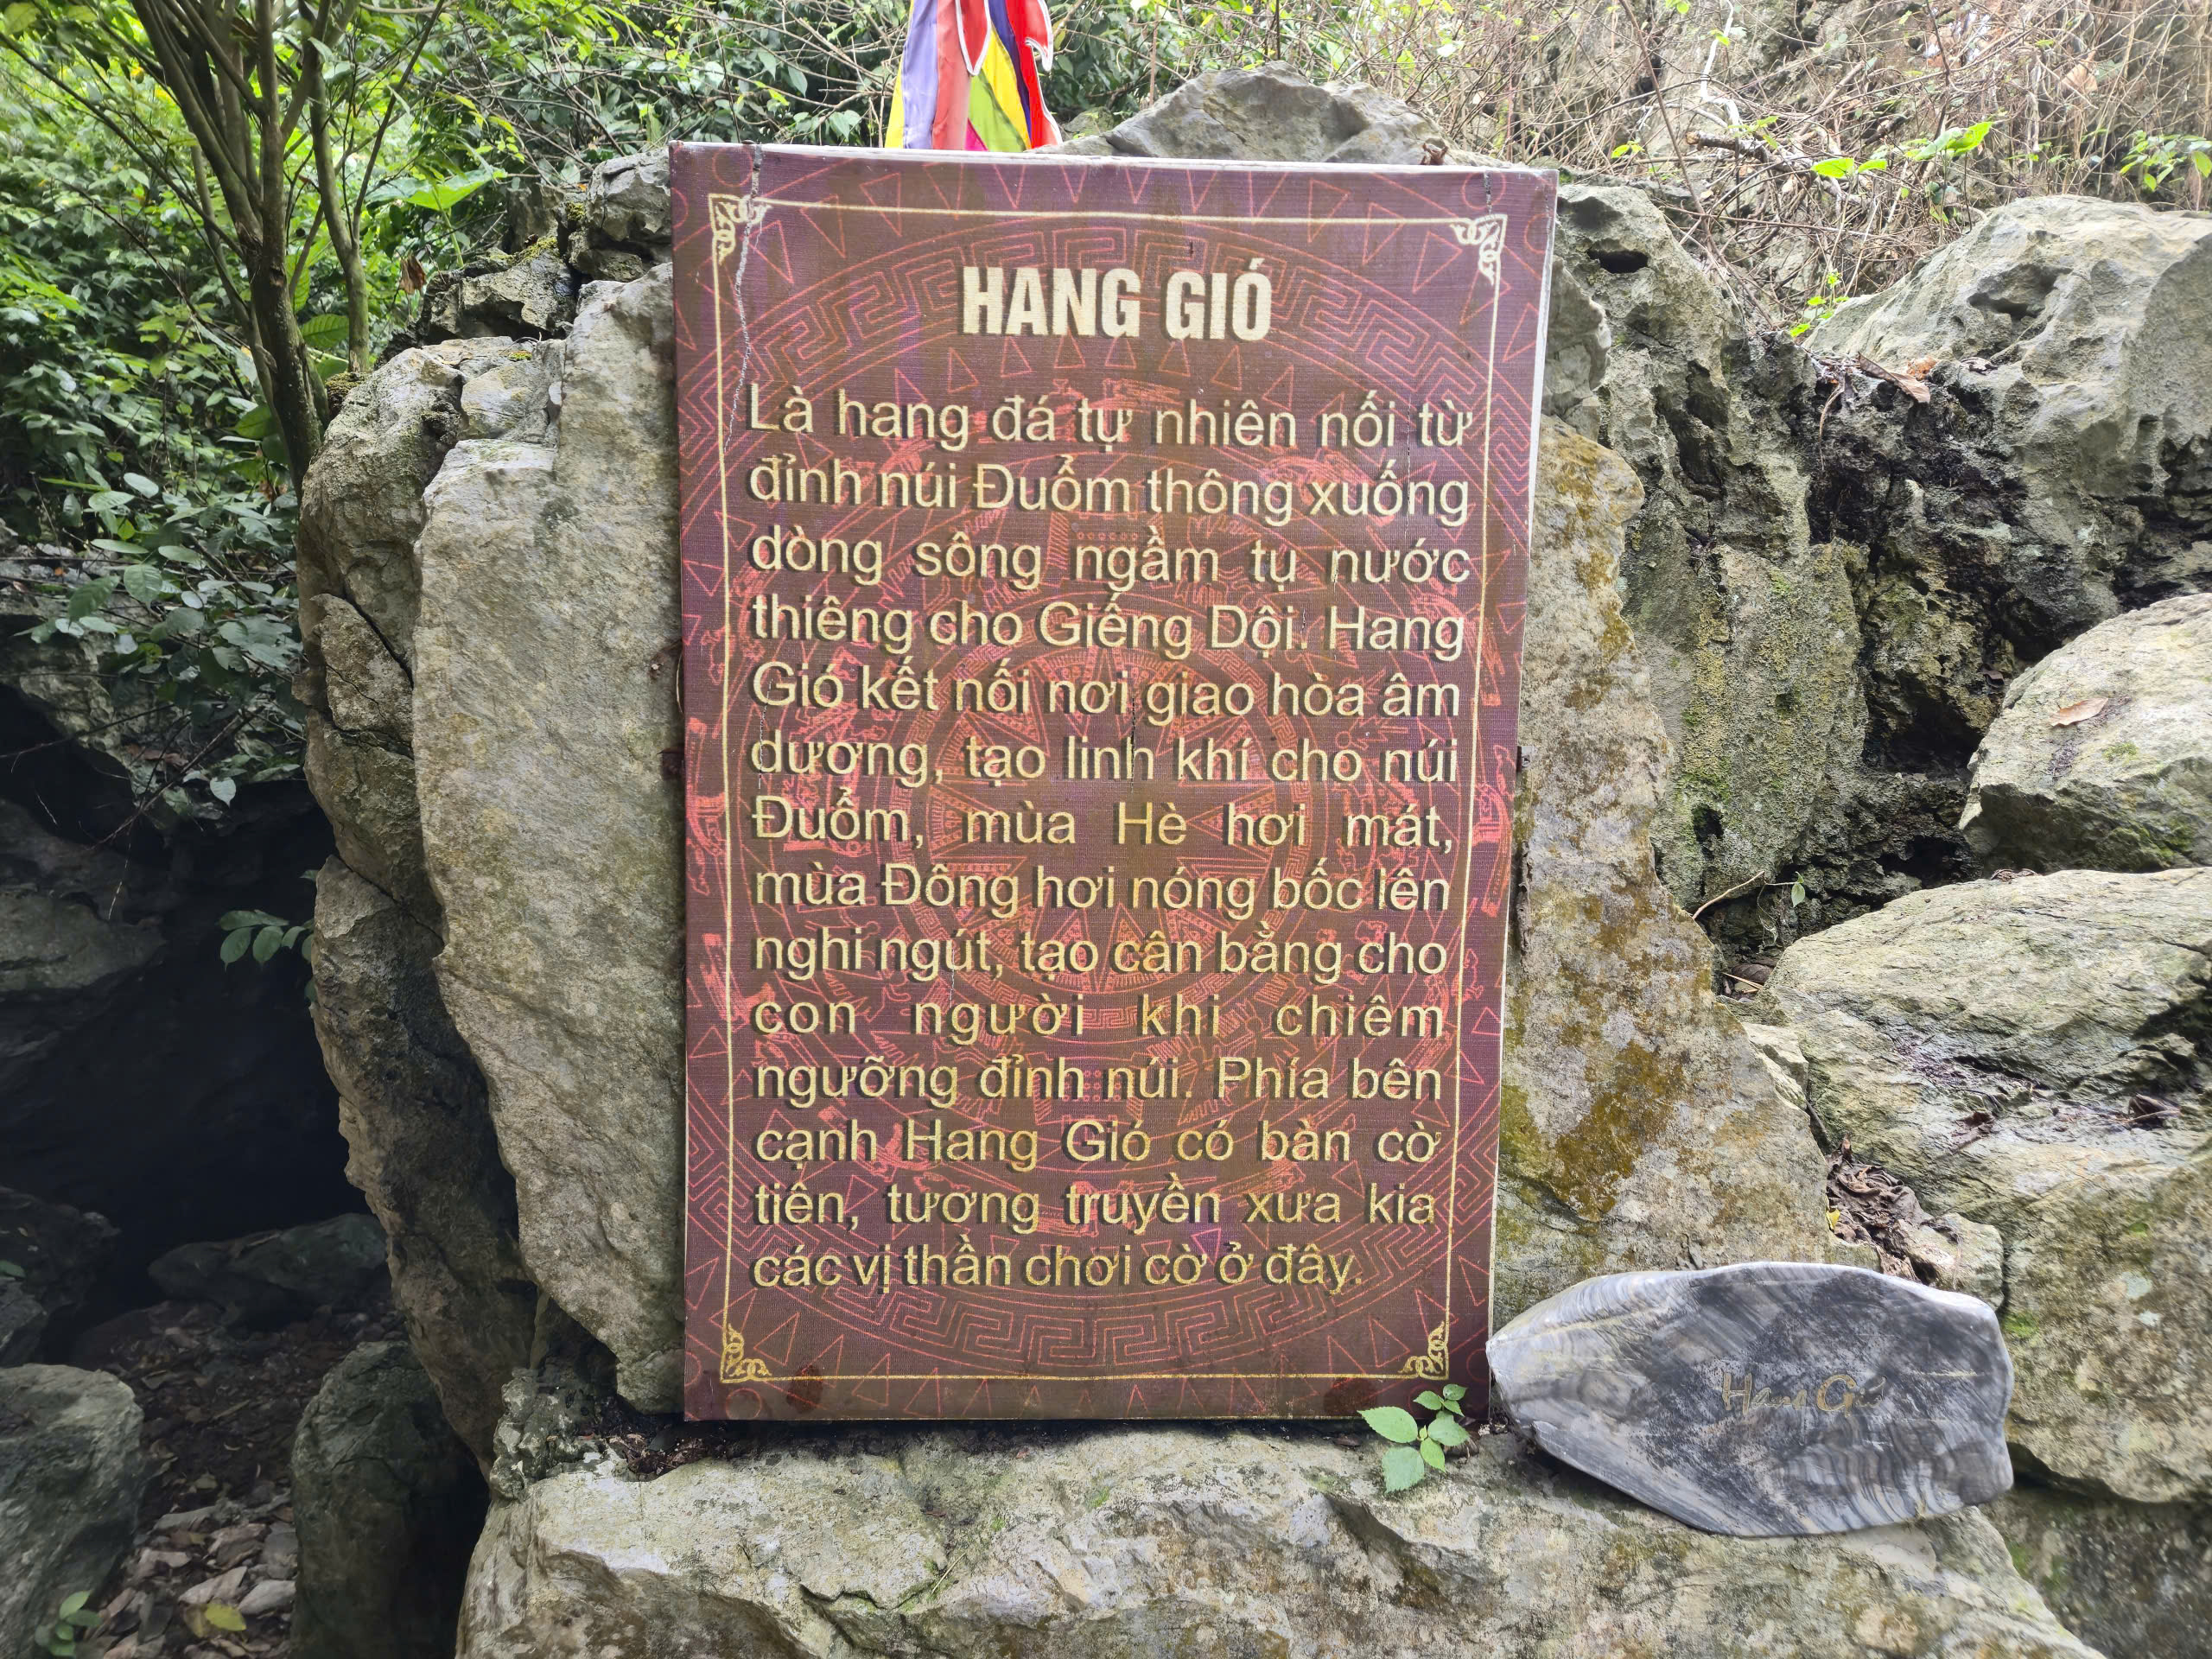 HANG GIÓ
Là hang đá tự nhiên nối từ
đỉnh núi Đuổm thông xuống
dòng sông ngầm tụ nước
thiêng cho Giếng Dội. Hang
Gió kết nối nơi giao hòa âm
dương, tạo linh khí cho núi
Đuổm, mùa Hè hơi mát,
mùa Đông hơi nóng bốc lên
nghi ngút, tạo cân bằng cho
con người khi chiêm
ngưỡng đỉnh núi. Phía bên
cạnh Hang Gió có bàn cờ
tiên, tương truyền xưa kia
các vị thần chơi cờ ở đây.
Hang Gió